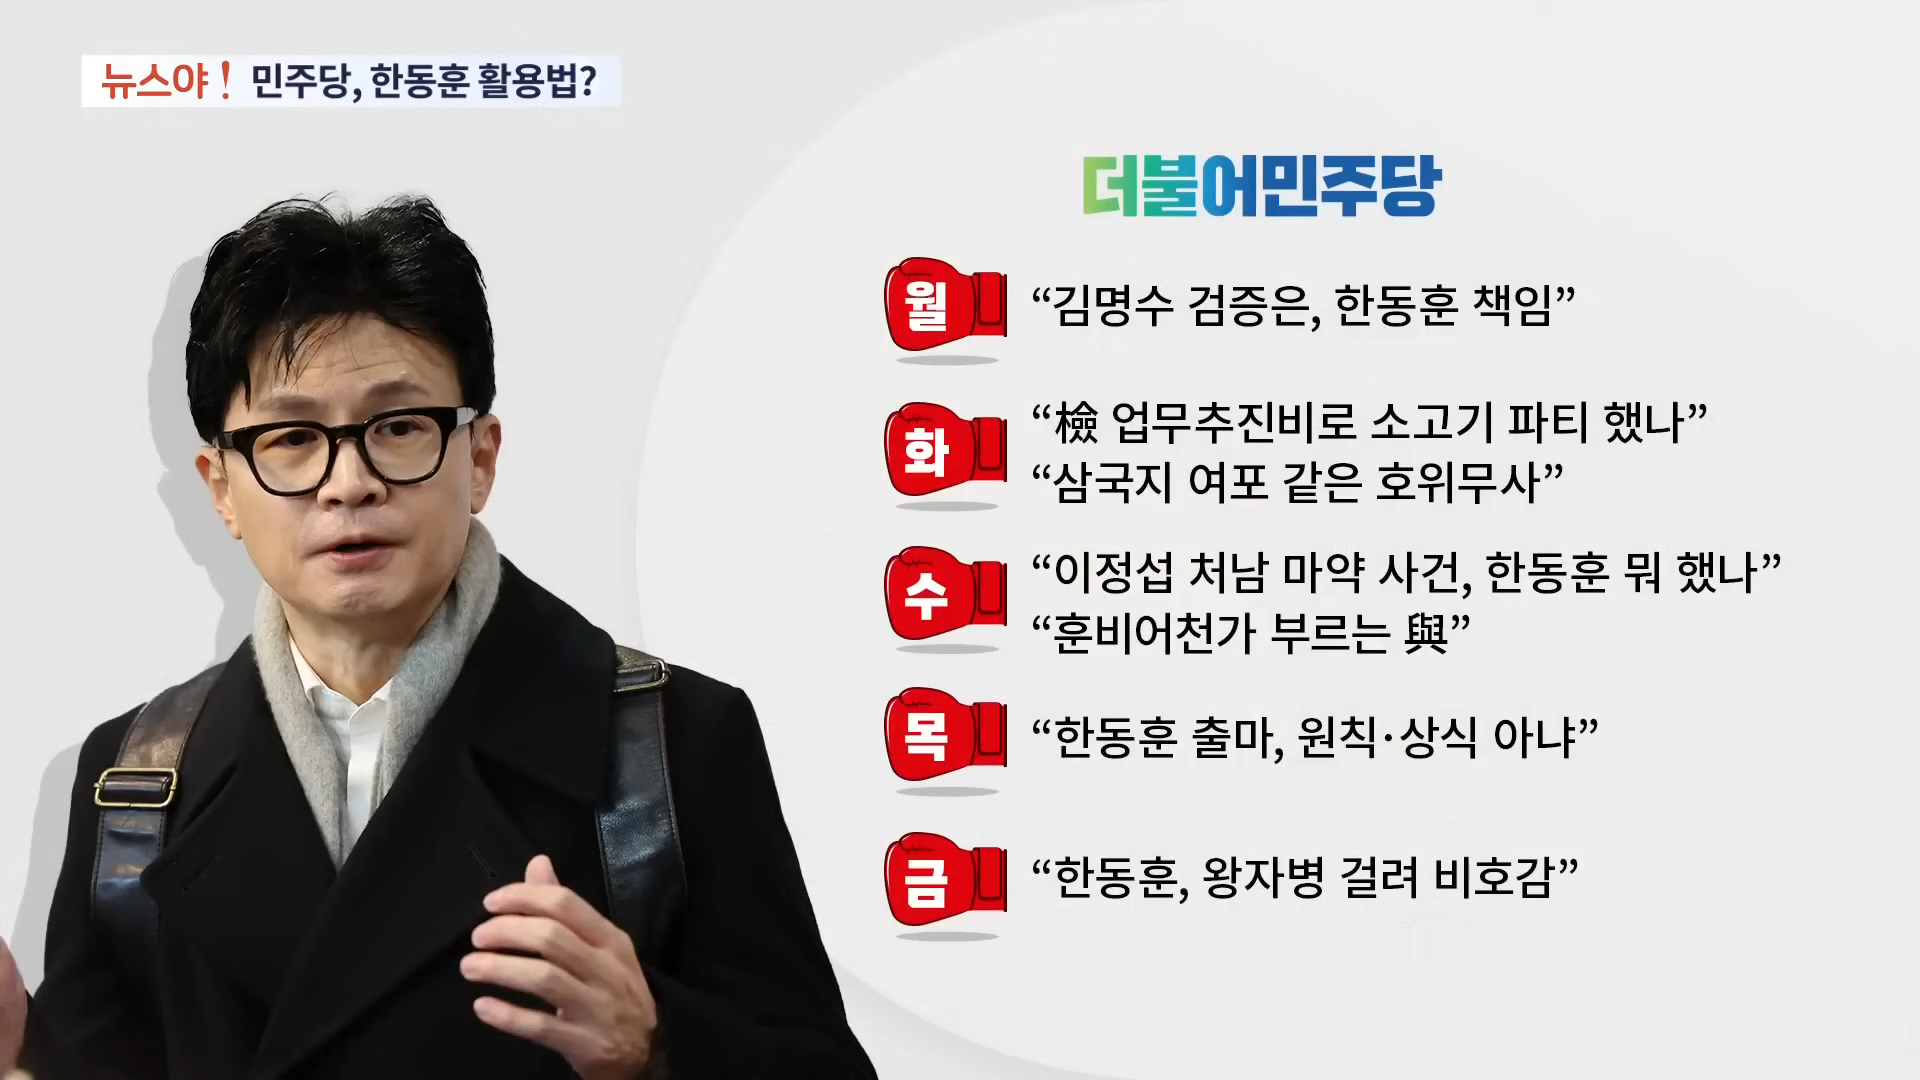 뉴스야! 민주당, 한동훈 활용법?
더불어민주당
월 “김명수 검증은, 한동훈 책임”
화 “檢 업무추진비로 소고기 파티 했나”
“삼국지 여포 같은 호위무사”
수 “이정섭 처남 마약 사건, 한동훈 뭐 했나”
“훈비어천가 부르는 與”
목 “한동훈 출마, 원칙·상식 아냐”
금 “한동훈, 왕자병 걸려 비호감”